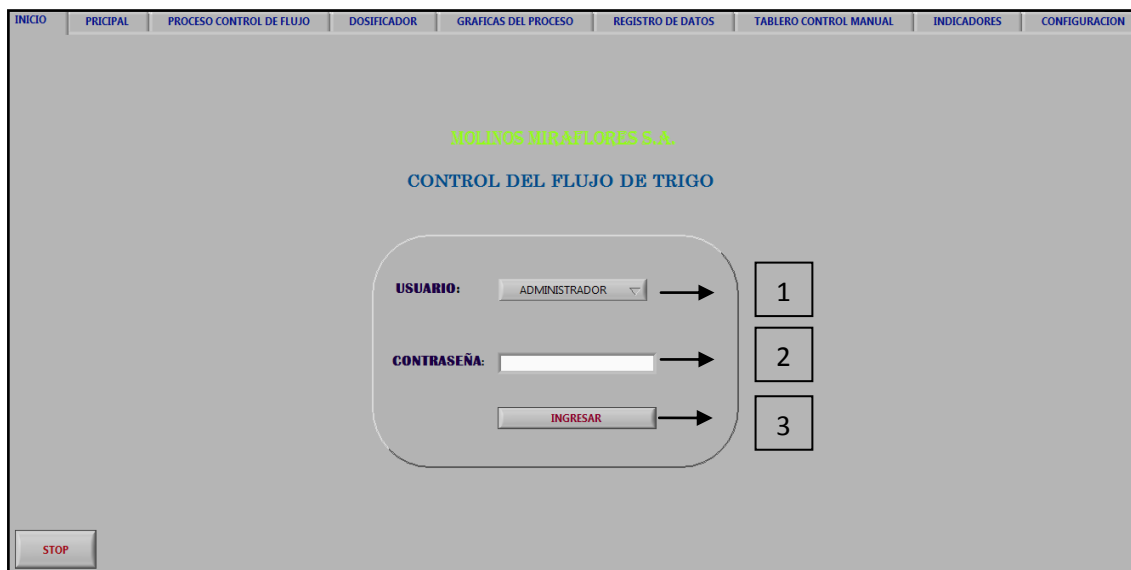 INICIO PRICIPAL PROCESO CONTROL DE FLUJO DOSIFICADOR GRAFICAS DEL PROCESO REGISTRO DE DATOS TABLERO CONTROL MANUAL INDICADORES CONFIGURACION
MOLINOS MIRAFLORES S.A.
CONTROL DEL FLUJO DE TRIGO
USUARIO: ADMINISTRADOR 1
CONTRASEÑA: 2
INGRESAR 3
STOP